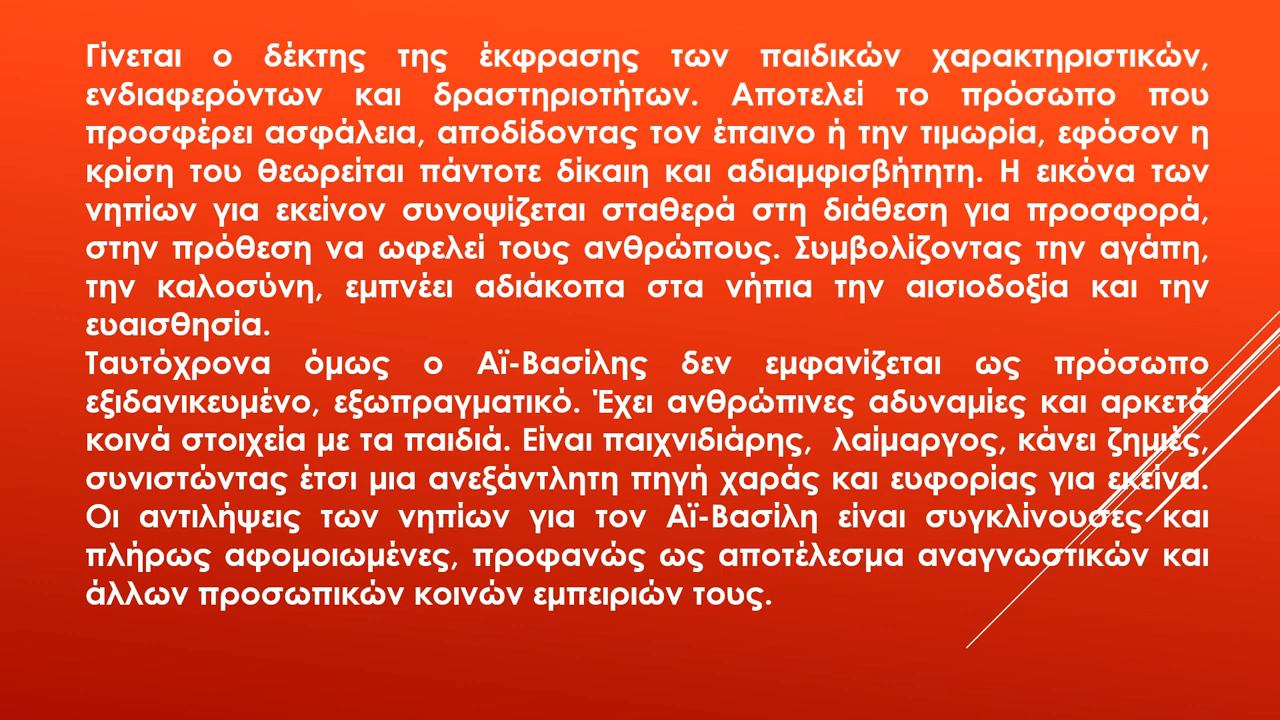 Γίνεται ο δέκτης της έκφρασης των παιδικών χαρακτηριστικών,
ενδιαφερόντων και δραστηριοτήτων. Αποτελεί το πρόσωπο που
προσφέρει ασφάλεια, αποδίδοντας τον έπαινο ή την τιμωρία, εφόσον η
κρίση του θεωρείται πάντοτε δίκαιη και αδιαμφισβήτητη. Η εικόνα των
νηπίων για εκείνον συνοψίζεται σταθερά στη διάθεση για προσφορά,
στην πρόθεση να ωφελεί τους ανθρώπους. Συμβολίζοντας την αγάπη,
την καλοσύνη, εμπνέει αδιάκοπα στα νήπια την αισιοδοξία και την
ευαισθησία.
Ταυτόχρονα όμως ο Αϊ-Βασίλης δεν εμφανίζεται ως πρόσωπο
εξιδανικευμένο, εξωπραγματικό. Έχει ανθρώπινες αδυναμίες και αρκετά
κοινά στοιχεία με τα παιδιά. Είναι παιχνιδιάρης, λαίμαργος, κάνει ζημιές,
συνιστώντας έτσι μια ανεξάντλητη πηγή χαράς και ευφορίας για εκείνα.
Οι αντιλήψεις των νηπίων για τον Αϊ-Βασίλη είναι συγκλίνουσες και
πλήρως αφομοιωμένες, προφανώς ως αποτέλεσμα αναγνωστικών και
άλλων προσωπικών κοινών εμπειριών τους.